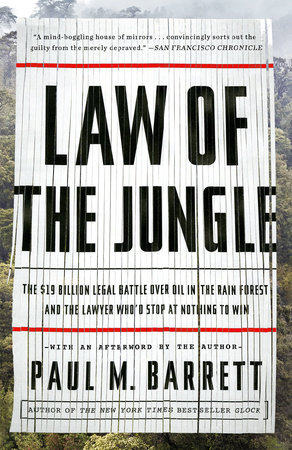 "A mind-boggling house of mirrors . . . convincingly sorts out the
guilty from the merely depraved." —SAN FRANCISCO CHRONICLE
LAW OF
THE JUNGLE
THE $19 BILLION LEGAL BATTLE OVER OIL IN THE RAIN FOREST
AND THE LAWYER WHO'D STOP AT NOTHING TO WIN
—WITH AN AFTERWORD BY THE AUTHOR—
PAUL M. BARRETT
AUTHOR OF THE NEW YORK TIMES BESTSELLER GLOCK